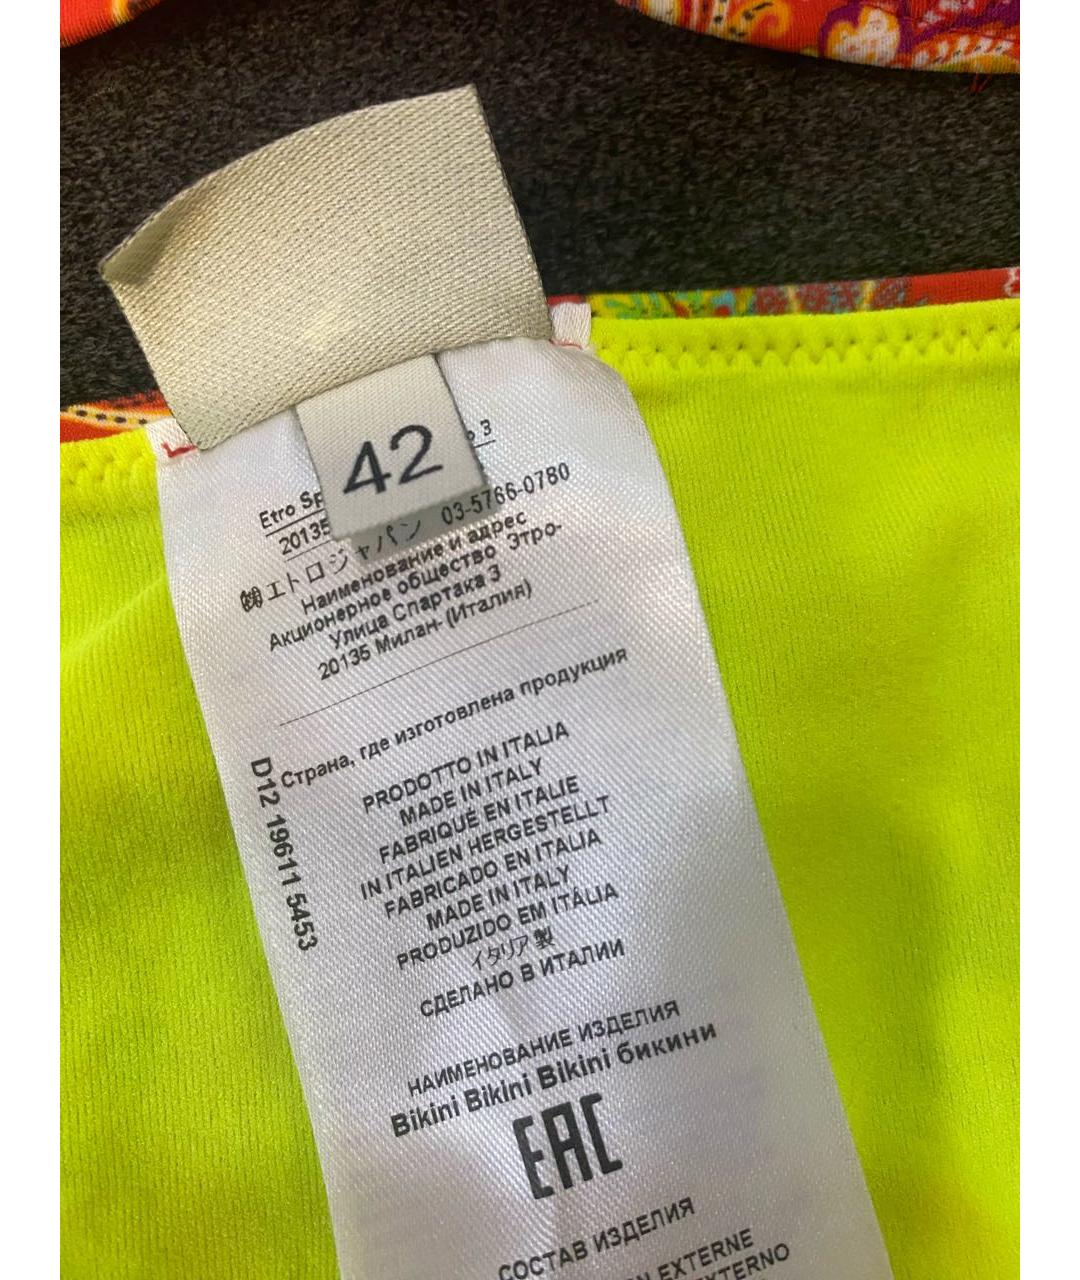 42
3
Etro Sp
20135
㈱エトロジャパン 03-5766-0780
Наименование и адрес
Акционерное общество Этро-
Улица Спартака 3
20135 Милан- (Италия)
Страна, где изготовлена продукция
PRODOTTO IN ITALIA
MADE IN ITALY
FABRIQUÉ EN ITALIE
IN ITALIEN HERGESTELLT
FABRICADO EN ITALIA
MADE IN ITALY
PRODUZIDO EM ITÁLIA
イタリア製
СДЕЛАНО В ИТАЛИИ
D12 19611 5453
НАИМЕНОВАНИЕ ИЗДЕЛИЯ
Bikini Bikini Bikini бикини
EAC
СОСТАВ ИЗДЕЛИЯ
EXTERNE